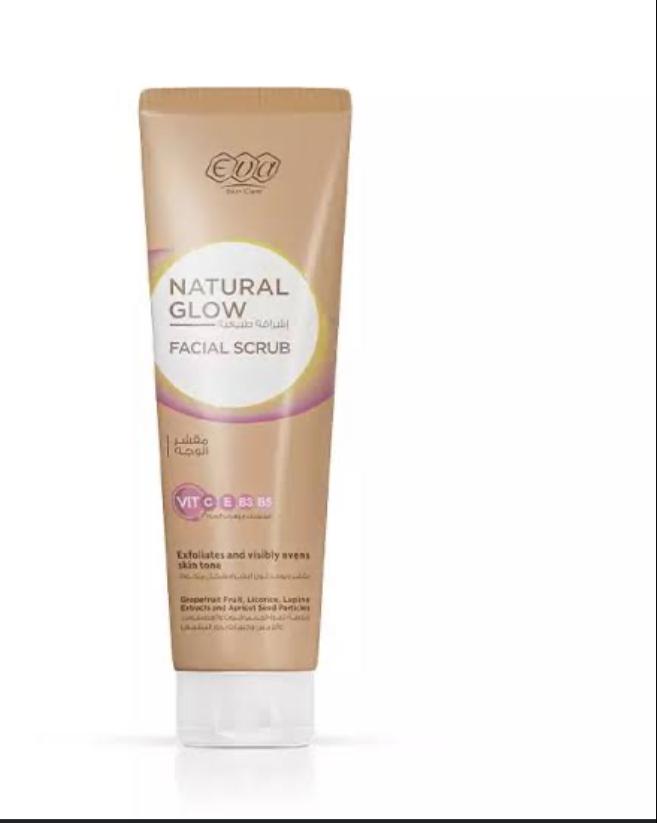 Eva
Skin Care
NATURAL
GLOW
إشراقة طبيعية
FACIAL SCRUB
مقشر
الوجه
VIT C E B3 B5
Exfoliates and visibly evens
skin tone
Grapefruit Fruit, Licorice, Lupine
Extracts and Apricot Seed Particles